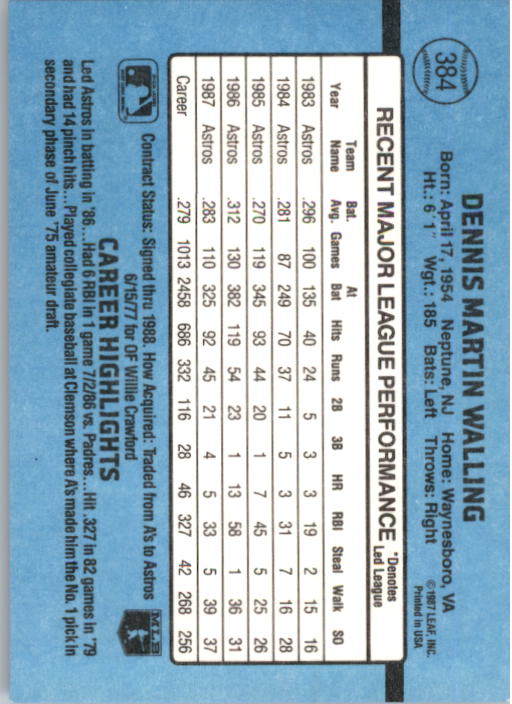 384
DENNIS MARTIN WALLING
Born: April 17, 1954 Neptune, NJ Home: Waynesboro, VA
Ht.: 6' 1" Wgt.: 185 Bats: Left Throws: Right
©1987 LEAF, INC.
Printed in USA
RECENT MAJOR LEAGUE PERFORMANCE
*Denotes
Led League
Year Team Name Bat. Avg. Games At Bat Hits Runs 2B 3B HR RBI Steal Walk SO
1983 Astros .296 100 135 40 24 5 3 3 19 2 15 16
1984 Astros .281 87 249 70 37 11 5 3 31 7 16 28
1985 Astros .270 119 345 93 44 20 1 7 45 5 25 26
1986 Astros .312 130 382 119 54 23 1 13 58 1 36 31
1987 Astros .283 110 325 92 45 21 4 5 33 5 39 37
Career .279 1013 2458 686 332 116 28 46 327 42 268 256
Contract Status: Signed thru 1988. How Acquired: Traded from A's to Astros
6/15/77 for OF Willie Crawford
MLB
CAREER HIGHLIGHTS
Led Astros in batting in '86...Had 6 RBI in 1 game 7/2/86 vs. Padres...Hit .327 in 82 games in '79
and had 14 pinch hits...Played collegiate baseball at Clemson where A's made him the No. 1 pick in
secondary phase of June '75 amateur draft.